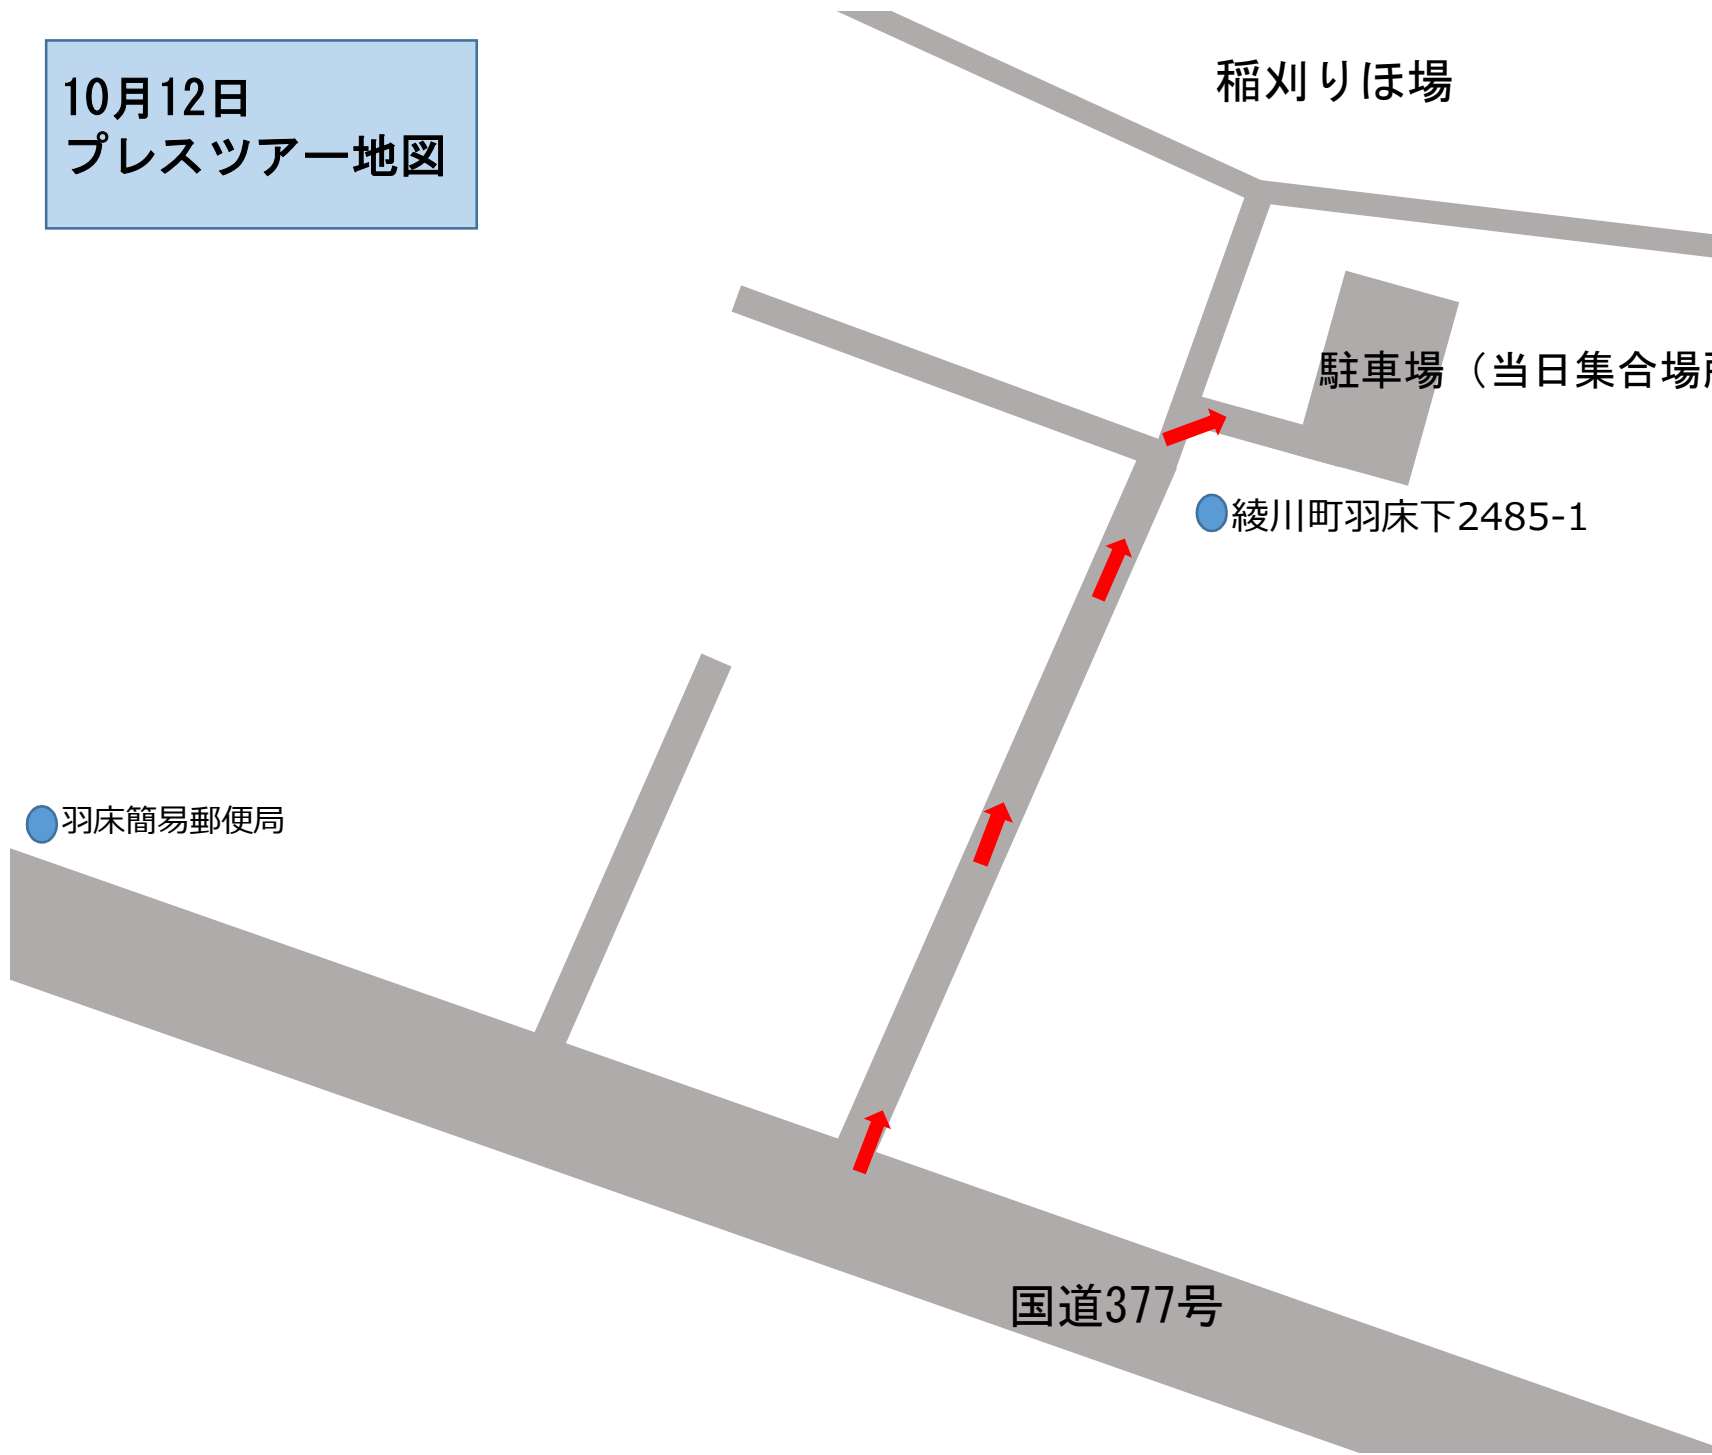 10月12日
プレスツアー地図
稲刈りほ場
駐車場（当日集合場所
綾川町羽床下2485-1
羽床簡易郵便局
国道377号